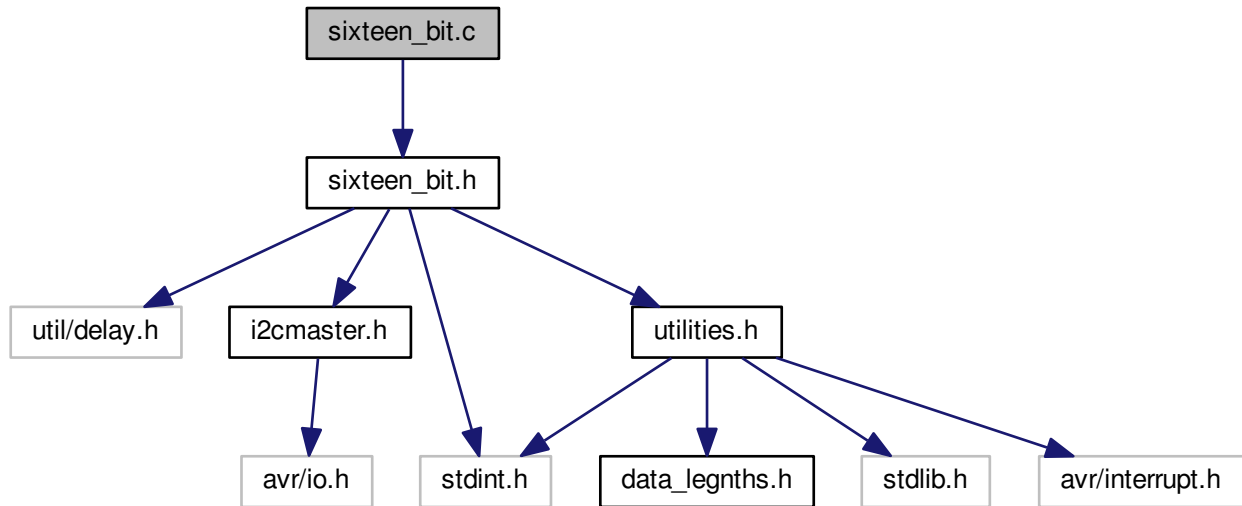 sixteen_bit.c
sixteen_bit.h
util/delay.h
i2cmaster.h
utilities.h
avr/io.h
stdint.h
data_legnths.h
stdlib.h
avr/interrupt.h